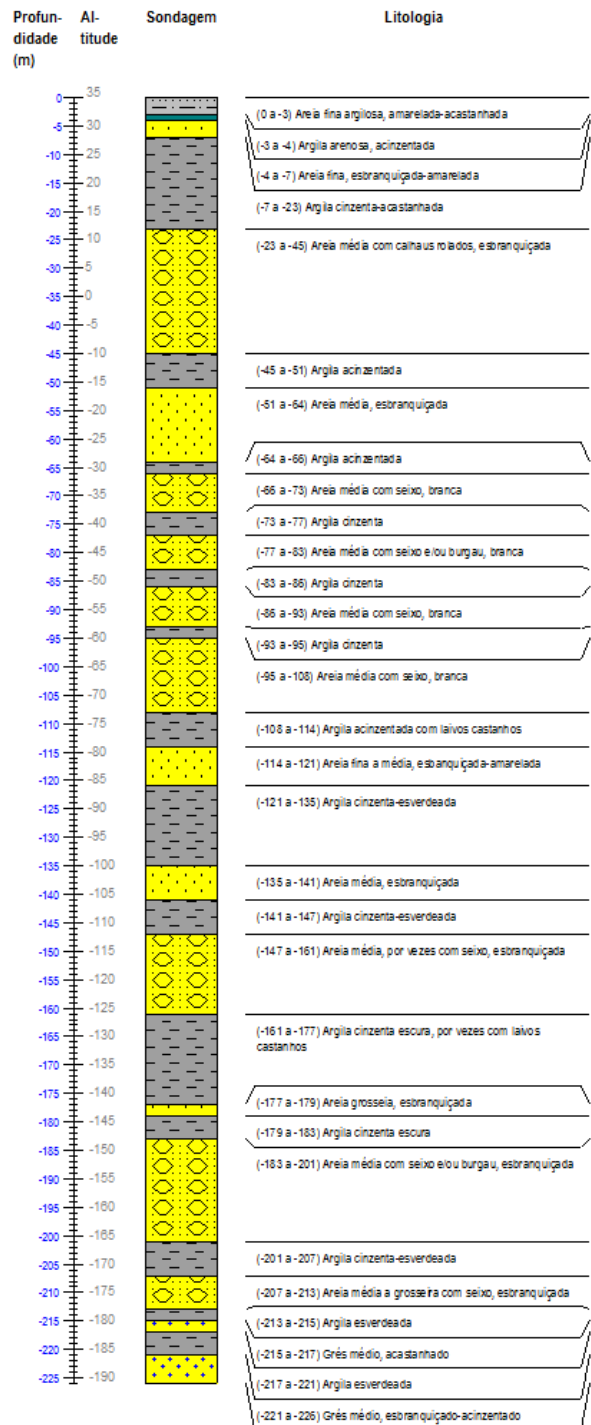 Profun- Al- Sondagem Litologia
didade titude
(m)
35
0
-5 30
-10 25
-15 20
-20 15
-25 10
-30 5
-35 0
-40 -5
-45 -10
-50 -15
-55 -20
-60 -25
-65 -30
-70 -35
-75 -40
-80 -45
-85 -50
-90 -55
-95 -60
-100 -65
-105 -70
-110 -75
-115 -80
-120 -85
-125 -90
-130 -95
-135 -100
-140 -105
-145 -110
-150 -115
-155 -120
-160 -125
-165 -130
-170 -135
-175 -140
-180 -145
-185 -150
-190 -155
-195 -160
-200 -165
-205 -170
-210 -175
-215 -180
-220 -185
-225 -190
(0 a -3) Areia fina argilosa, amarelada-acastanhada
(-3 a -4) Argila arenosa, acinzentada
(-4 a -7) Areia fina, esbranquiçada-amarelada
(-7 a -23) Argila cinzenta-acastanhada
(-23 a -45) Areia média com calhaus rolados, esbranquiçada
(-45 a -51) Argila acinzentada
(-51 a -64) Areia média, esbranquiçada
(-64 a -66) Argila acinzentada
(-66 a -73) Areia média com seixo, branca
(-73 a -77) Argila cinzenta
(-77 a -83) Areia média com seixo e/ou burgau, branca
(-83 a -86) Argila cinzenta
(-86 a -93) Areia média com seixo, branca
(-93 a -95) Argila cinzenta
(-95 a -108) Areia média com seixo, branca
(-108 a -114) Argila acinzentada com laivos castanhos
(-114 a -121) Areia fina a média, esbanquiçada-amarelada
(-121 a -135) Argila cinzenta-esverdeada
(-135 a -141) Areia média, esbranquiçada
(-141 a -147) Argila cinzenta-esverdeada
(-147 a -161) Areia média, por vezes com seixo, esbranquiçada
(-161 a -177) Argila cinzenta escura, por vezes com laivos
castanhos
(-177 a -179) Areia grosseia, esbranquiçada
(-179 a -183) Argila cinzenta escura
(-183 a -201) Areia média com seixo e/ou burgau, esbranquiçada
(-201 a -207) Argila cinzenta-esverdeada
(-207 a -213) Areia média a grosseira com seixo, esbranquiçada
(-213 a -215) Argila esverdeada
(-215 a -217) Grés médio, acastanhado
(-217 a -221) Argila esverdeada
(-221 a -226) Grés médio, esbranquiçado-acinzentado